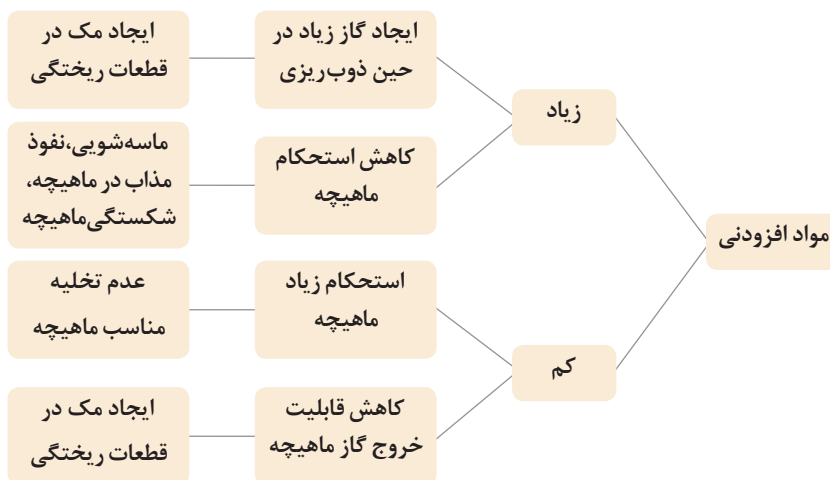 مواد افزودنی
زیاد
ایجاد گاز زیاد در
حین ذوب‌ریزی
ایجاد مک در
قطعات ریختگی
کاهش استحکام
ماهیچه
ماسه‌شویی،نفوذ
مذاب در ماهیچه،
شکستگی‌ماهیچه
کم
استحکام زیاد
ماهیچه
عدم تخلیه
مناسب ماهیچه
کاهش قابلیت
خروج گاز ماهیچه
ایجاد مک در
قطعات ریختگی